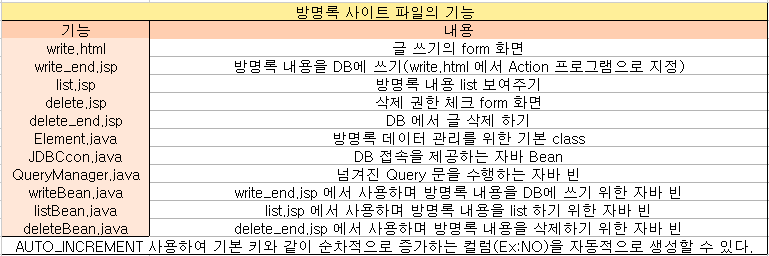 방명록 사이트 파일의 기능
기능 내용
write.html 글 쓰기의 form 화면
write_end.jsp 방명록 내용을 DB에 쓰기(write.html 에서 Action 프로그램으로 지정)
list.jsp 방명록 내용 list 보여주기
delete.jsp 삭제 권한 체크 form 화면
delete_end.jsp DB 에서 글 삭제 하기
Element.java 방명록 데이터 관리를 위한 기본 class
JDBCcon.java DB 접속을 제공하는 자바 Bean
QueryManager.java 넘겨진 Query 문을 수행하는 자바 빈
writeBean.java write_end.jsp 에서 사용하며 방명록 내용을 DB에 쓰기 위한 자바 빈
listBean.java list.jsp 에서 사용하며 방명록 내용을 list 하기 위한 자바 빈
deleteBean.java delete_end.jsp 에서 사용하며 방명록 내용을 삭제하기 위한 자바 빈
AUTO_INCREMENT 사용하여 기본 키와 같이 순차적으로 증가하는 컬럼(Ex:NO)을 자동적으로 생성할 수 있다.